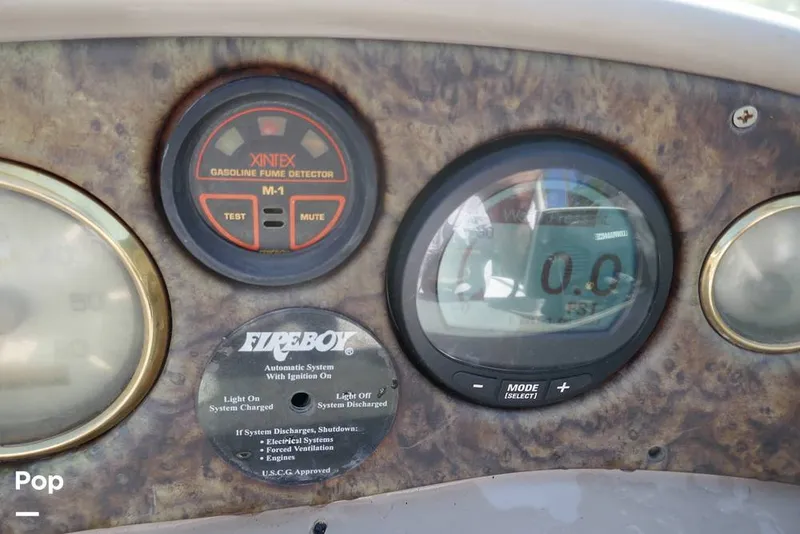 XINTEX
GASOLINE FUME DETECTOR
M-1
TEST
MUTE
FIREBOY®
Automatic System
With Ignition On
Light On
System Charged
Light Off
System Discharged
If System Discharges, Shutdown:
• Electrical Systems
• Forced Ventilation
• Engines
U.S.C.G Approved
0.0
PSI
- MODE +
[SELECT]
Pop